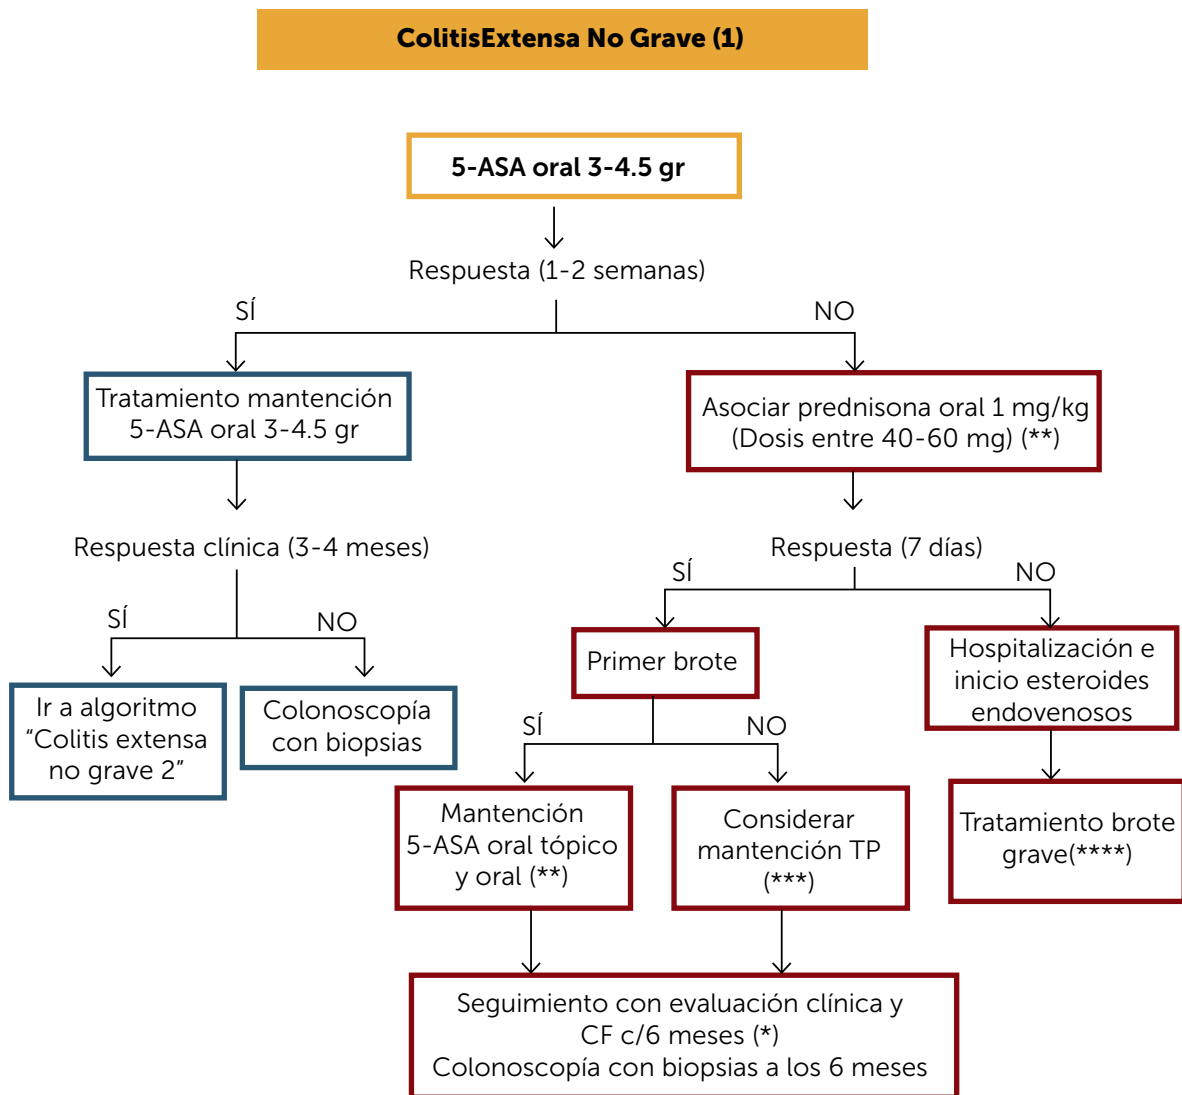 ColitisExtensa No Grave (1)
5-ASA oral 3-4.5 gr
Respuesta (1-2 semanas)
SÍ
NO
Tratamiento mantención
5-ASA oral 3-4.5 gr
Asociar prednisona oral 1 mg/kg
(Dosis entre 40-60 mg) (**)
Respuesta clínica (3-4 meses)
Respuesta (7 días)
SÍ
NO
SÍ
NO
Ir a algoritmo
“Colitis extensa
no grave 2”
Colonoscopía
con biopsias
Primer brote
Hospitalización e
inicio esteroides
endovenosos
SÍ
NO
Mantención
5-ASA oral tópico
y oral (**)
Considerar
mantención TP
(***)
Tratamiento brote
grave(****)
Seguimiento con evaluación clínica y
CF c/6 meses (*)
Colonoscopía con biopsias a los 6 meses